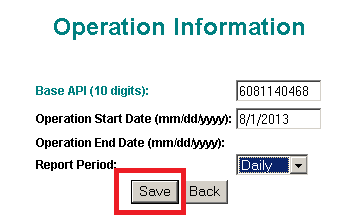 Operation Information
Base API (10 digits): 6081140468
Operation Start Date (mm/dd/yyyy): 8/1/2013
Operation End Date (mm/dd/yyyy):
Report Period: Daily
Save Back